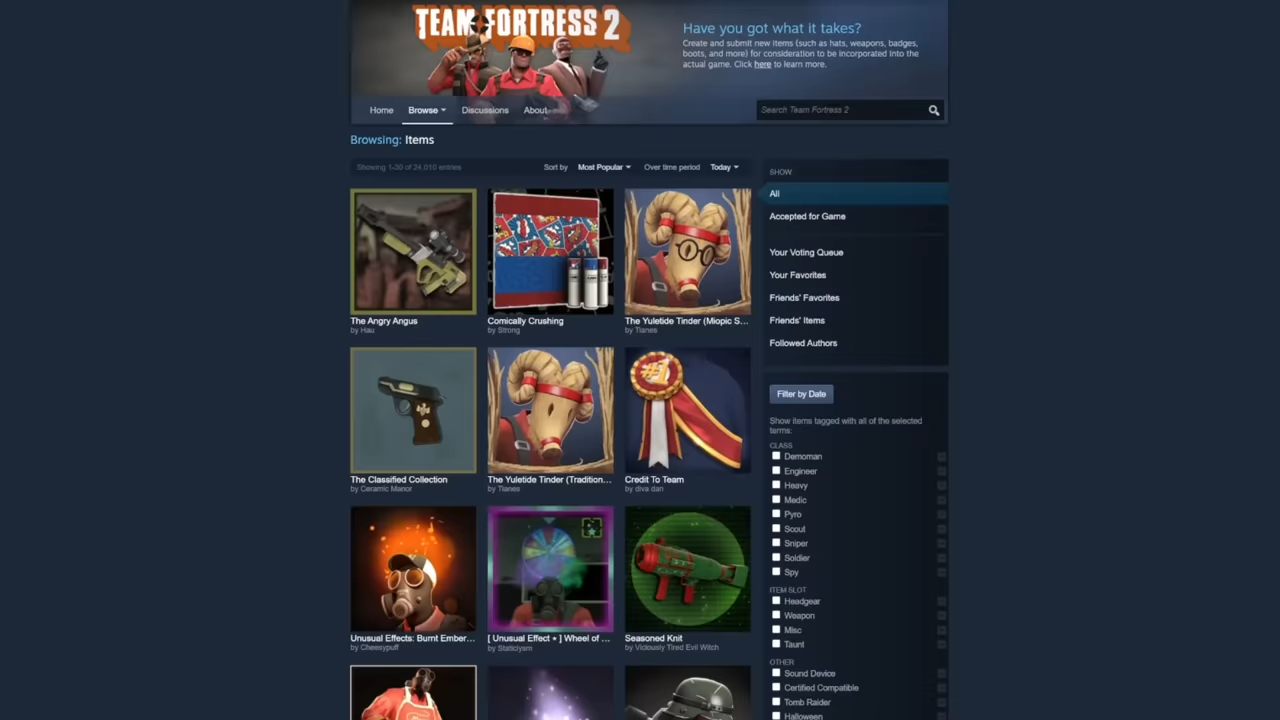 TEAM FORTRESS 2
Have you got what it takes?
Create and submit new items (such as hats, weapons, badges,
boots, and more) for consideration to be incorporated into the
actual game. Click here to learn more.
Home Browse Discussions About
Search Team Fortress 2
Browsing: Items
Showing 1-30 of 24,010 entries Sort by Most Popular Over time period Today
The Angry Angus
by Hau
Comically Crushing
by Strong
The Yuletide Tinder (Miopic S...
by Tianes
The Classified Collection
by Ceramic Manor
The Yuletide Tinder (Tradition...
by Tianes
#1
Credit To Team
by diva dan
Unusual Effects: Burnt Ember...
by Cheesypuff
[ Unusual Effect ⋆ ] Wheel of ...
by Staticlysm
Seasoned Knit
by Viciously Tired Evil Witch
SHOW
All
Accepted for Game
Your Voting Queue
Your Favorites
Friends' Favorites
Friends' Items
Followed Authors
Filter by Date
Show items tagged with all of the selected
terms:
CLASS
Demoman
Engineer
Heavy
Medic
Pyro
Scout
Sniper
Soldier
Spy
ITEM SLOT
Headgear
Weapon
Misc
Taunt
OTHER
Sound Device
Certified Compatible
Tomb Raider
Halloween